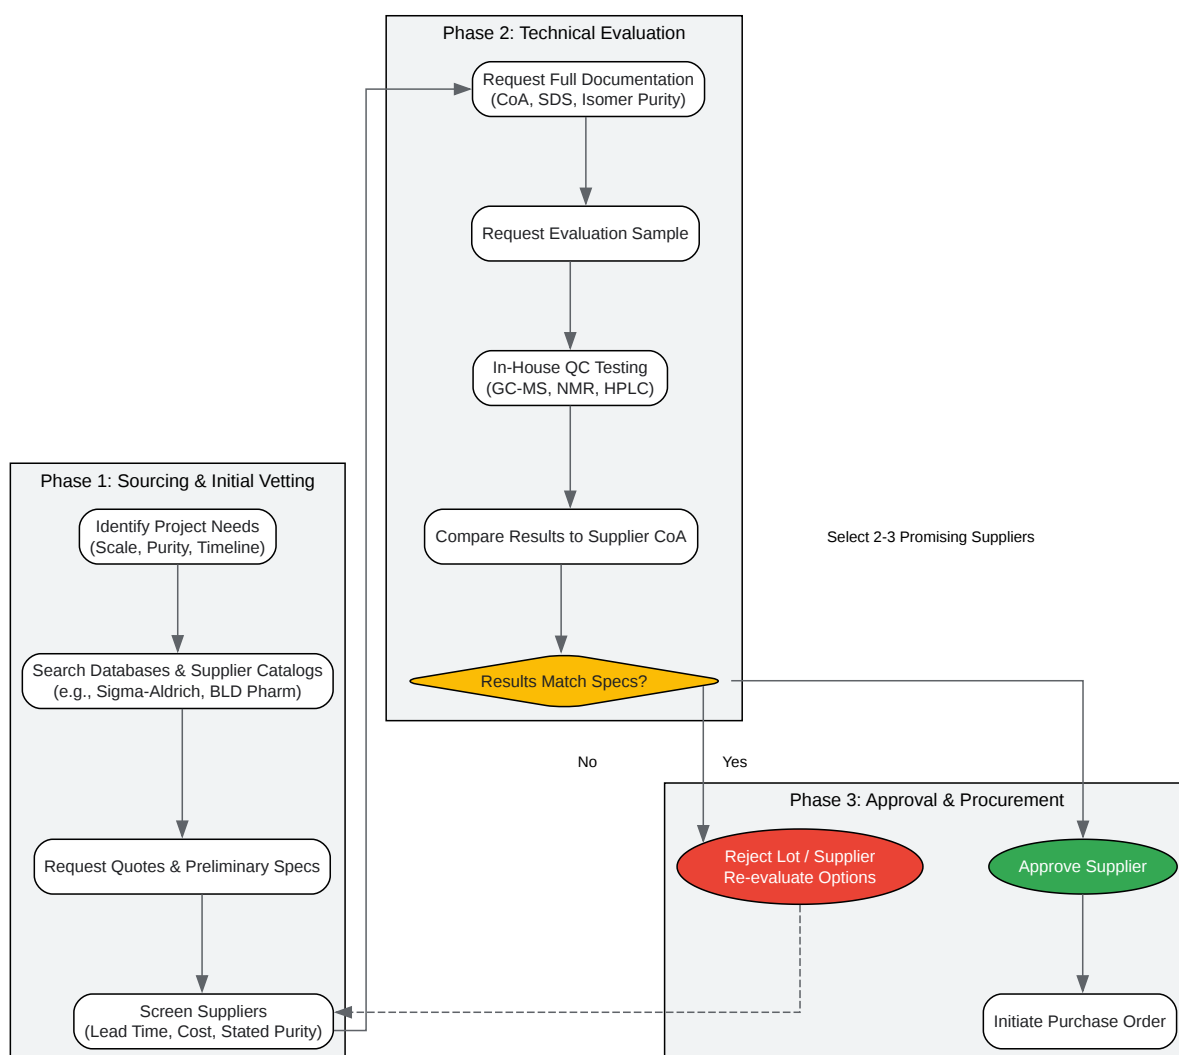 Phase 2: Technical Evaluation
Request Full Documentation
(CoA, SDS, Isomer Purity)
Request Evaluation Sample
In-House QC Testing
(GC-MS, NMR, HPLC)
Phase 1: Sourcing & Initial Vetting
Identify Project Needs
(Scale, Purity, Timeline)
Compare Results to Supplier CoA
Select 2-3 Promising Suppliers
Search Databases & Supplier Catalogs
(e.g., Sigma-Aldrich, BLD Pharm)
Results Match Specs?
No
Yes
Phase 3: Approval & Procurement
Request Quotes & Preliminary Specs
Reject Lot / Supplier
Re-evaluate Options
Approve Supplier
Screen Suppliers
(Lead Time, Cost, Stated Purity)
Initiate Purchase Order